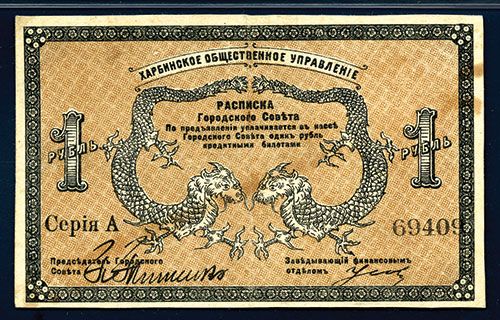 ХАРБИНСКОЕ ОБЩЕСТВЕННОЕ УПРАВЛЕНІЕ
РАСПИСКА
Городского Совѣта
По предъявленіи уплачивается въ кассѣ
Городского Совѣта одинъ рубль
кредитными билетами
1 РУБЛЬ
1 РУБЛЬ
Серія А
69409
Предсѣдатель Городского
Совѣта
Завѣдывающій финансовымъ
отдѣломъ